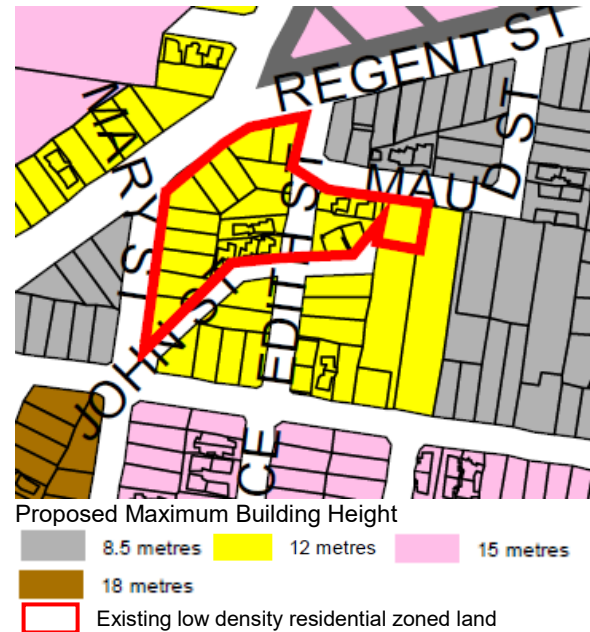 REGENT ST
MARY ST
MAUD ST
EDITH ST
JOHN ST
CE
Proposed Maximum Building Height
8.5 metres
12 metres
15 metres
18 metres
Existing low density residential zoned land